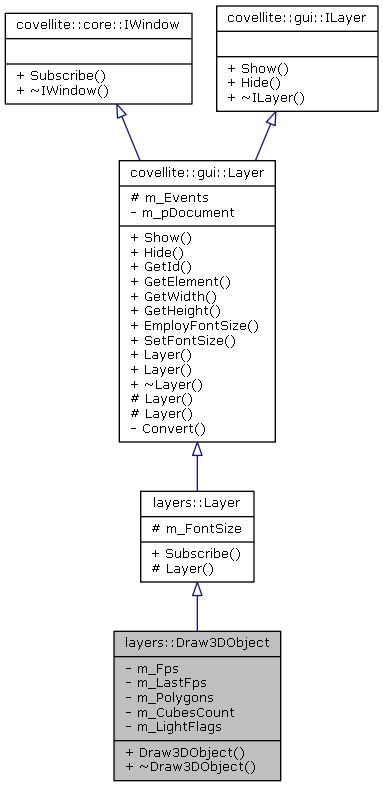 covellite::core::IWindow
+ Subscribe()
+ ~IWindow()
covellite::gui::ILayer
+ Show()
+ Hide()
+ ~ILayer()
covellite::gui::Layer
# m_Events
- m_pDocument
+ Show()
+ Hide()
+ GetId()
+ GetElement()
+ GetWidth()
+ GetHeight()
+ EmployFontSize()
+ SetFontSize()
+ Layer()
+ Layer()
+ ~Layer()
# Layer()
# Layer()
- Convert()
layers::Layer
# m_FontSize
+ Subscribe()
# Layer()
layers::Draw3DObject
- m_Fps
- m_LastFps
- m_Polygons
- m_CubesCount
- m_LightFlags
+ Draw3DObject()
+ ~Draw3DObject()